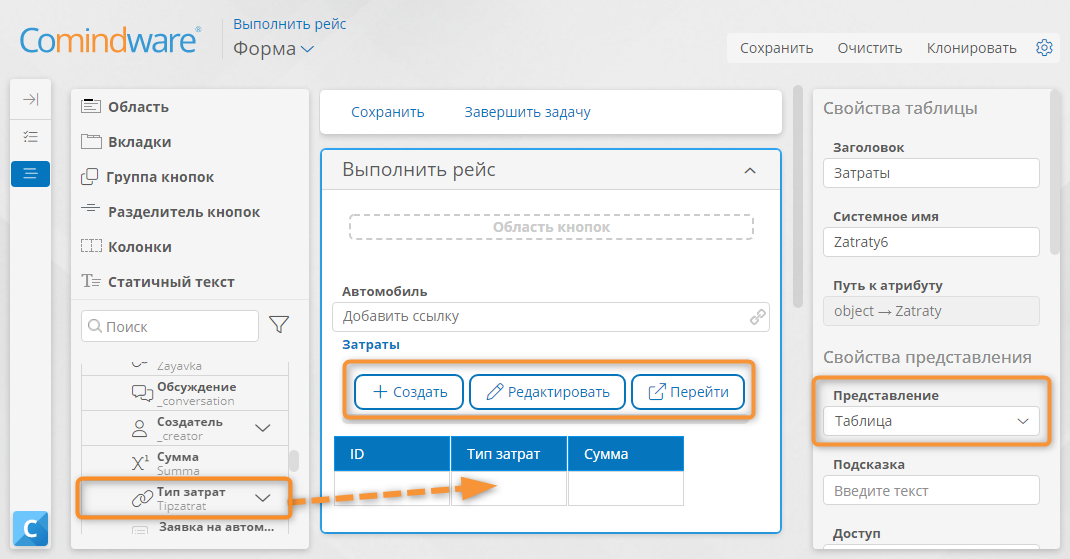 Comindware®
Выполнить рейс
Форма
Сохранить Очистить Клонировать
Область
Вкладки
Группа кнопок
Разделитель кнопок
Колонки
Статичный текст
Поиск
Zayavka
Обсуждение
_conversation
Создатель
_creator
X¹ Сумма
Summa
Тип затрат
Tipzatrat
Заявка на автом...
C
Сохранить Завершить задачу
Выполнить рейс
Область кнопок
Автомобиль
Добавить ссылку
Затраты
Создать Редактировать Перейти
ID Тип затрат Сумма
Свойства таблицы
Заголовок
Затраты
Системное имя
Zatraty6
Путь к атрибуту
object → Zatraty
Свойства представления
Представление
Таблица
Подсказка
Введите текст
Доступ